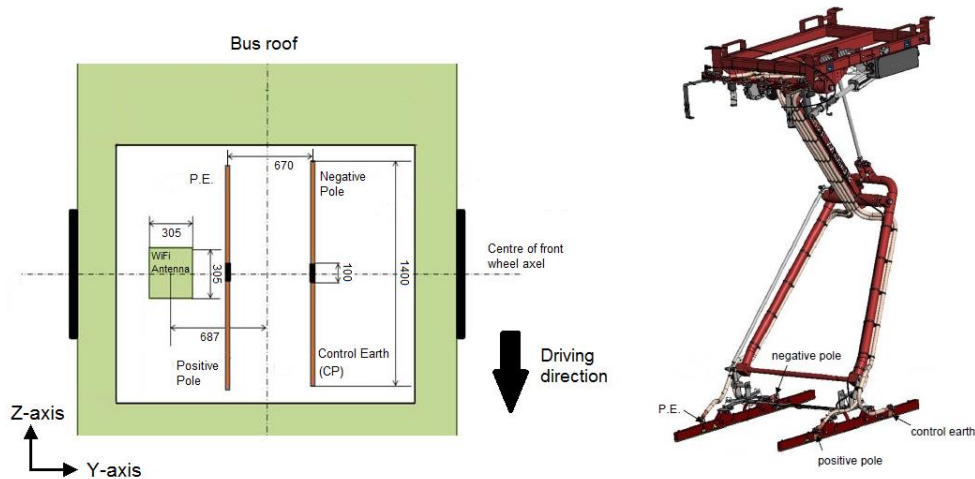 Bus roof
670
P.E.
Negative
Pole
305
WiFi
Antenna
305
100
1400
Centre of front
wheel axel
687
Positive
Pole
Control Earth
(CP)
Driving
direction
Z-axis
Y-axis
negative pole
P.E.
control earth
positive pole